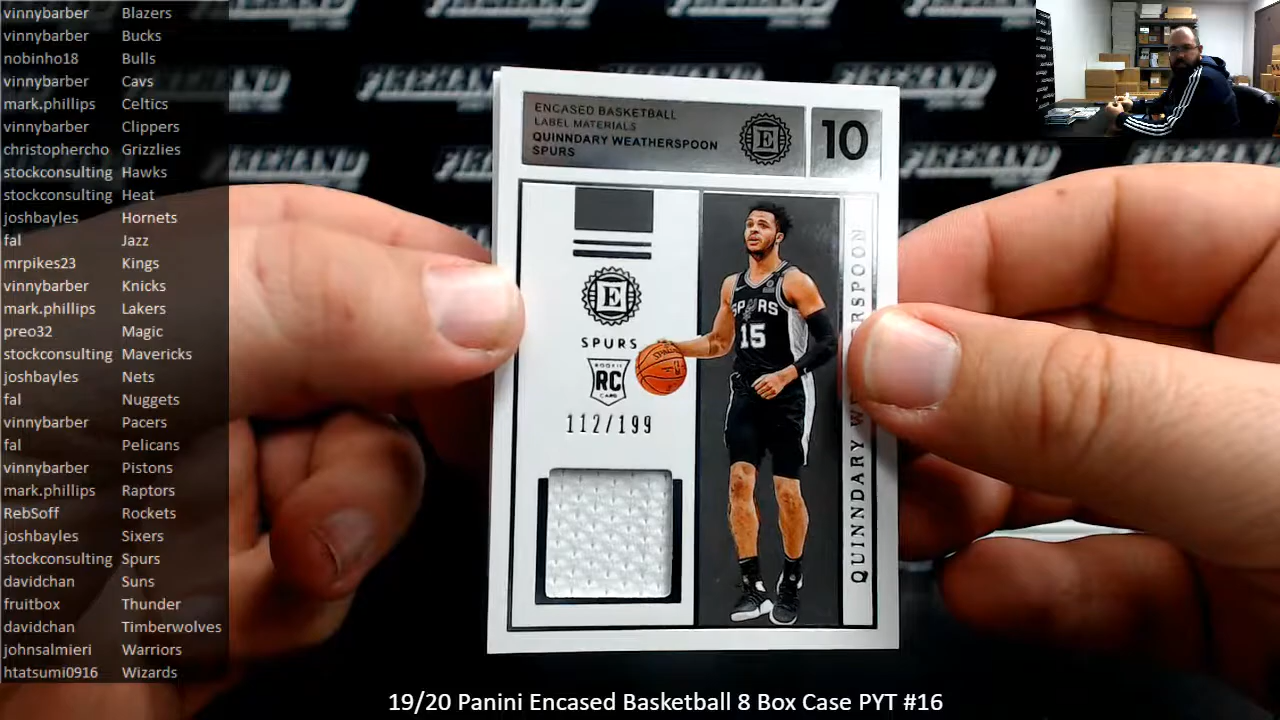 vinnybarber Blazers
vinnybarber Bucks
nobinho18 Bulls
vinnybarber Cavs
mark.phillips Celtics
vinnybarber Clippers
christophercho Grizzlies
stockconsulting Hawks
stockconsulting Heat
joshbayles Hornets
fal Jazz
mrpikes23 Kings
vinnybarber Knicks
mark.phillips Lakers
preo32 Magic
stockconsulting Mavericks
joshbayles Nets
fal Nuggets
vinnybarber Pacers
fal Pelicans
vinnybarber Pistons
mark.phillips Raptors
RebSoff Rockets
joshbayles Sixers
stockconsulting Spurs
davidchan Suns
fruitbox Thunder
davidchan Timberwolves
johnsalmieri Warriors
htatsumi0916 Wizards
ENCASED BASKETBALL
LABEL MATERIALS
QUINNDARY WEATHERSPOON
SPURS
E
10
E
SPURS
ROOKIE
RC
CARD
112/199
SPURS
15
QUINNDARY
FIREHAND
19/20 Panini Encased Basketball 8 Box Case PYT #16